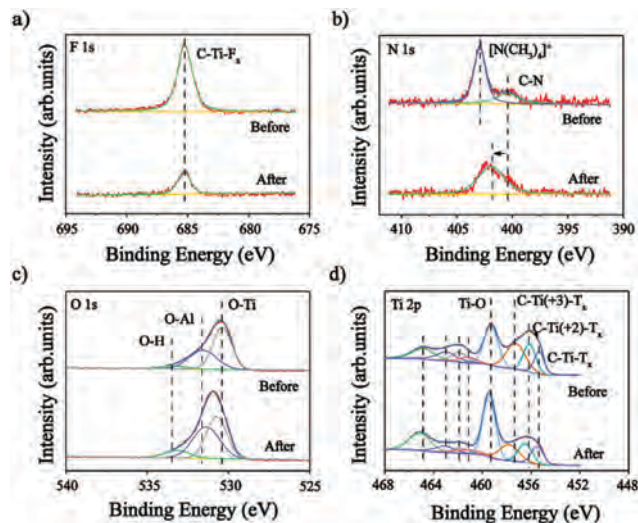 a)
F 1s
C-Ti-Fₓ
Before
After
Intensity (arb.units)
695 690 685 680 675
Binding Energy (eV)
b)
N 1s
[N(CH₃)₄]⁺
C-N
Before
After
Intensity (arb.units)
410 405 400 395 390
Binding Energy (eV)
c)
O 1s
O-Ti
O-Al
O-H
Before
After
Intensity (arb.units)
540 535 530 525
Binding Energy (eV)
d)
Ti 2p
Ti-O
C-Ti(+3)-Tₓ
C-Ti(+2)-Tₓ
C-Ti-Tₓ
Before
After
Intensity (arb.units)
468 464 460 456 452 448
Binding Energy (eV)